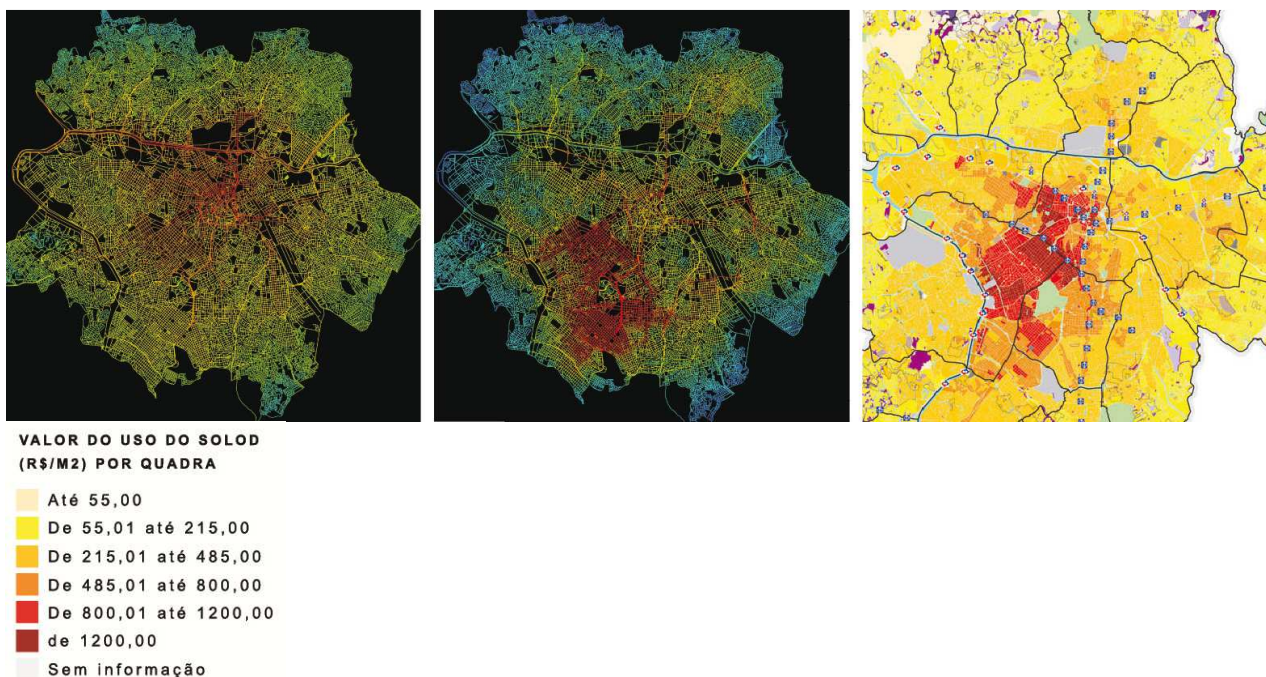 VALOR DO USO DO SOLOD
(R$/M2) POR QUADRA
Até 55,00
De 55,01 até 215,00
De 215,01 até 485,00
De 485,01 até 800,00
De 800,01 até 1200,00
de 1200,00
Sem informação